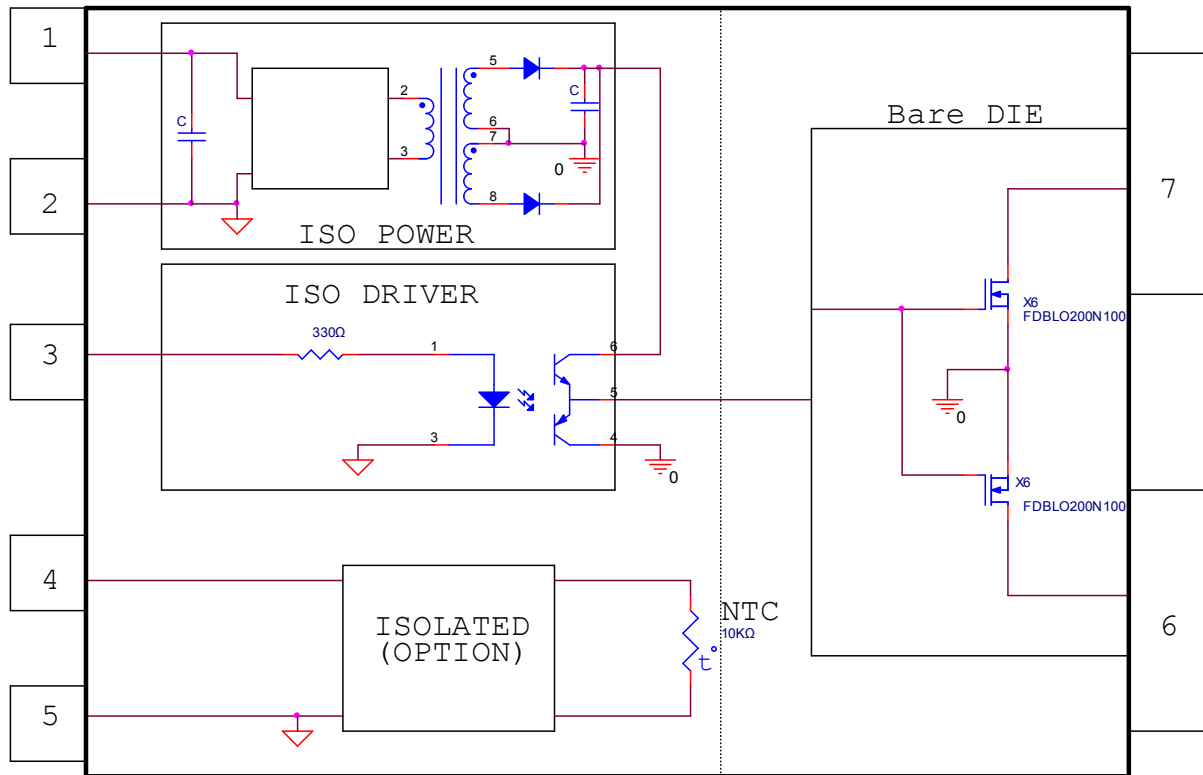 1
2
3
4
5
7
6
C
2
3
5
6
7
8
C
0
ISO POWER
ISO DRIVER
330Ω
1
3
6
5
4
0
ISOLATED
(OPTION)
NTC
10KΩ
t°
Bare DIE
X6
FDBLO200N100
0
X6
FDBLO200N100